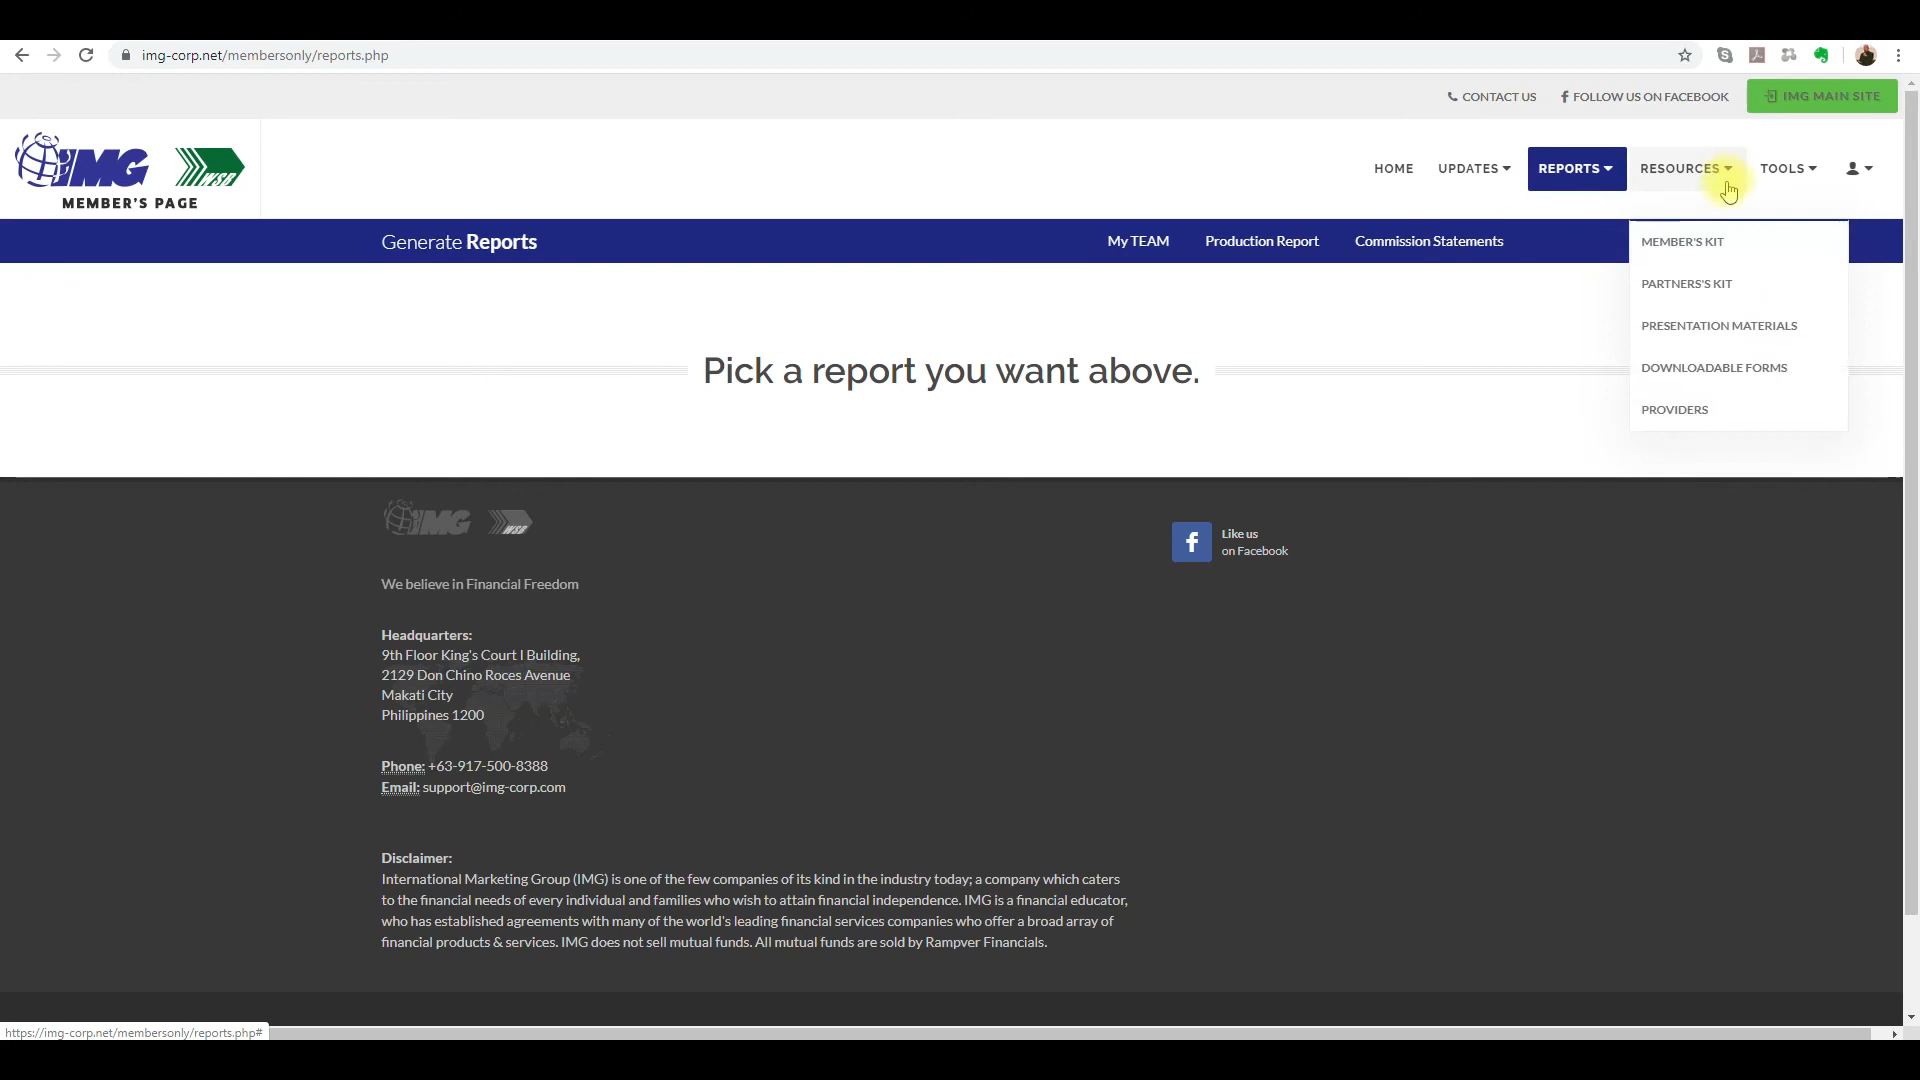 img-corp.net/membersonly/reports.php
CONTACT US
FOLLOW US ON FACEBOOK
IMG MAIN SITE
IMG WSB
MEMBER'S PAGE
HOME
UPDATES
REPORTS
RESOURCES
TOOLS
Generate Reports
My TEAM
Production Report
Commission Statements
MEMBER'S KIT
PARTNERS'S KIT
PRESENTATION MATERIALS
DOWNLOADABLE FORMS
PROVIDERS
Pick a report you want above.
IMG WSB
Like us
on Facebook
We believe in Financial Freedom
Headquarters:
9th Floor King's Court I Building,
2129 Don Chino Roces Avenue
Makati City
Philippines 1200
Phone: +63-917-500-8388
Email: support@img-corp.com
Disclaimer:
International Marketing Group (IMG) is one of the few companies of its kind in the industry today; a company which caters
to the financial needs of every individual and families who wish to attain financial independence. IMG is a financial educator,
who has established agreements with many of the world's leading financial services companies who offer a broad array of
financial products & services. IMG does not sell mutual funds. All mutual funds are sold by Rampver Financials.
https://img-corp.net/membersonly/reports.php#